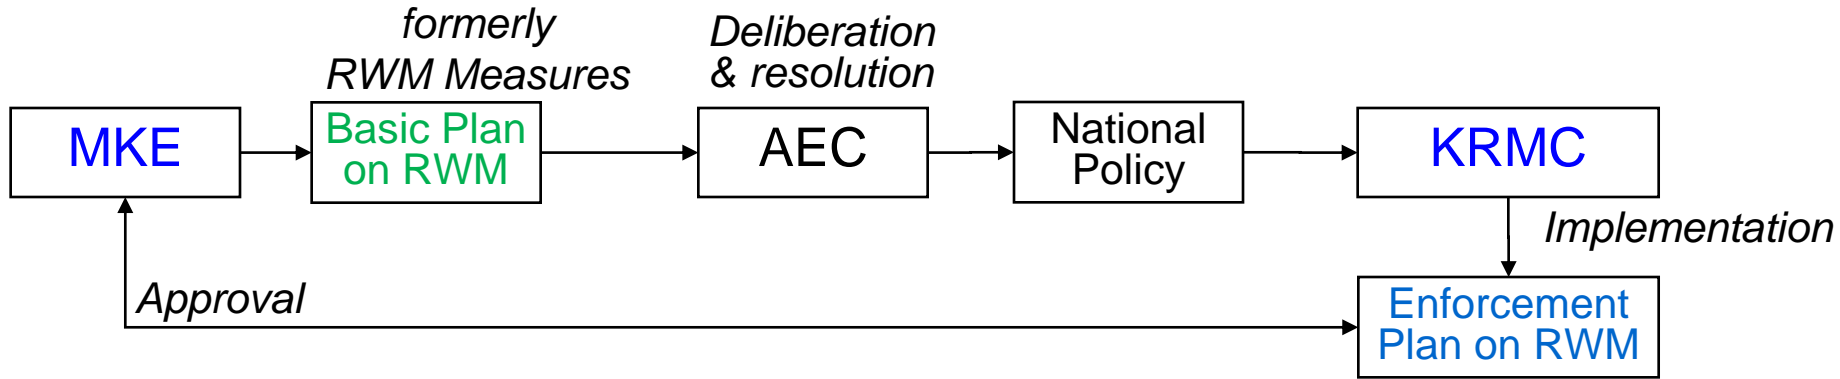 formerly
RWM Measures
Deliberation
& resolution
MKE
Basic Plan
on RWM
AEC
National
Policy
KRMC
Implementation
Approval
Enforcement
Plan on RWM